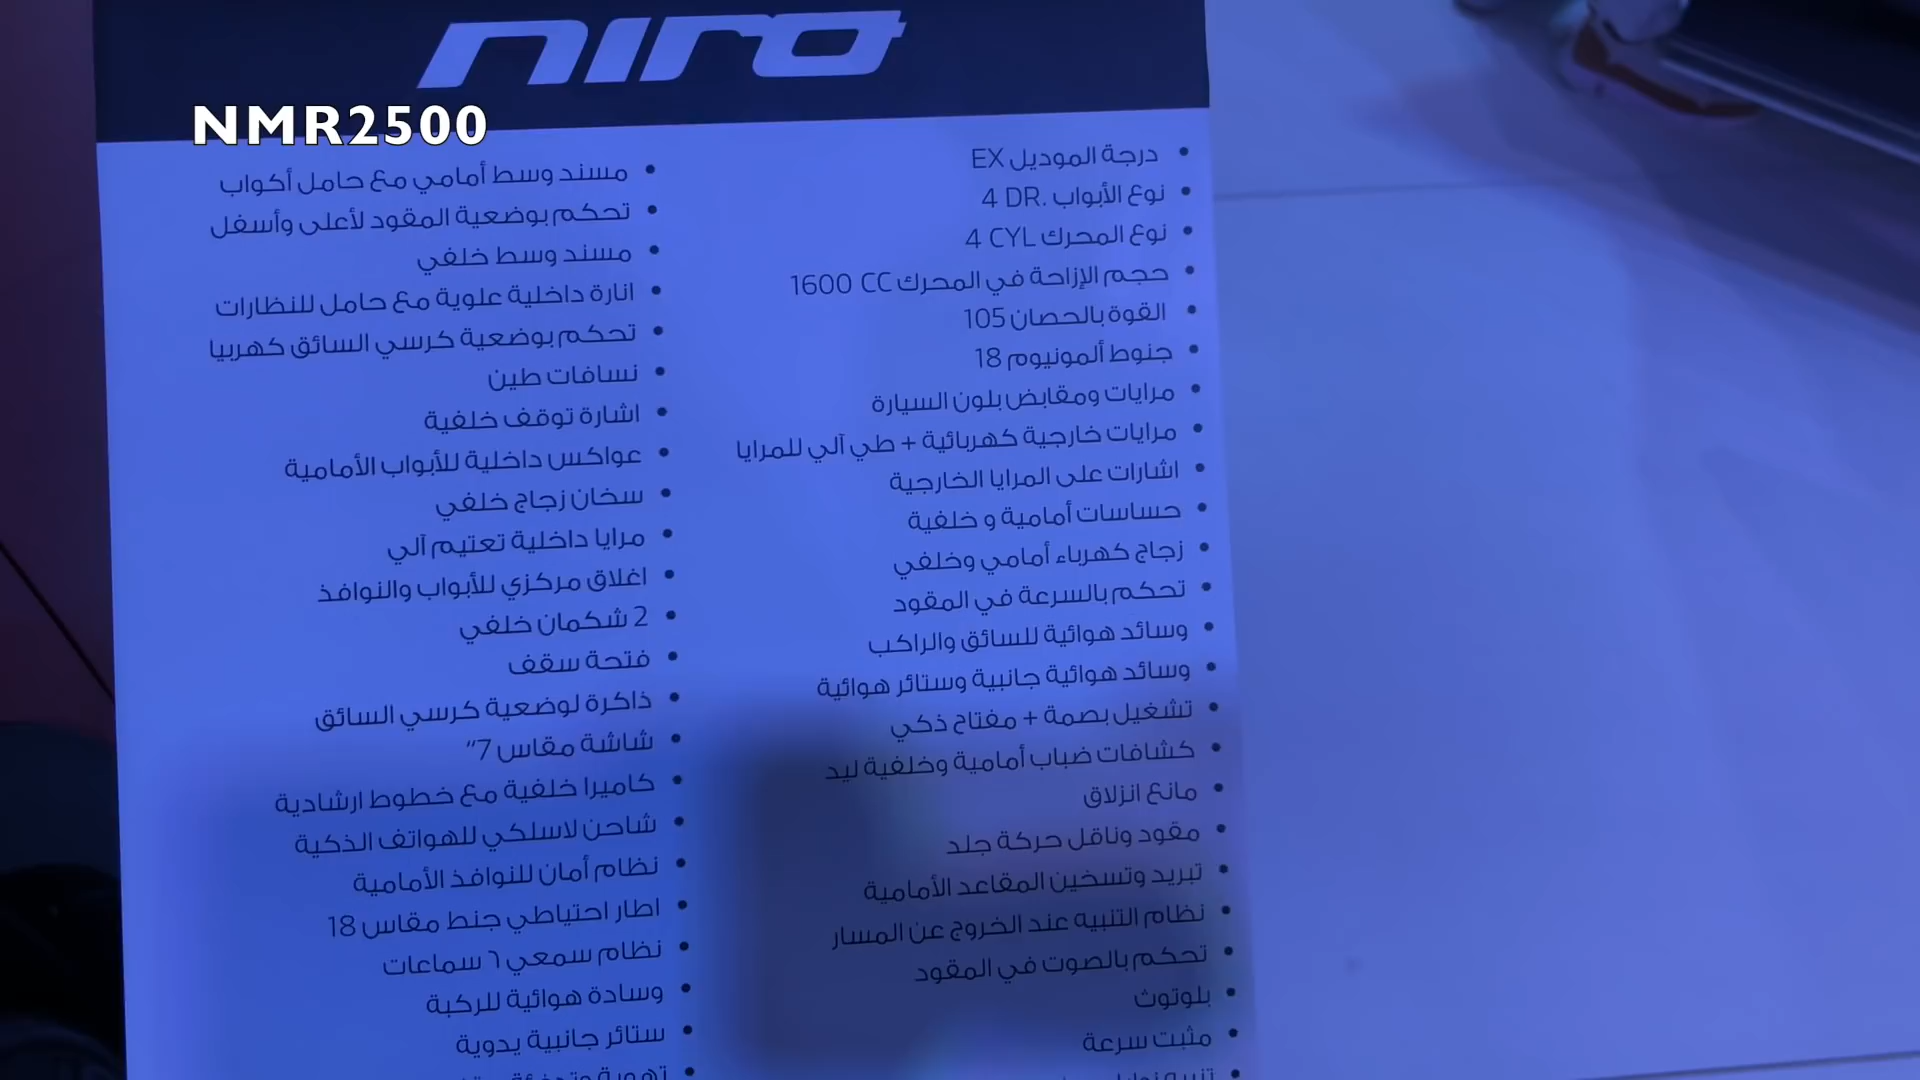 niro
NMR2500
درجة الموديل EX
نوع الأبواب .4 DR
نوع المحرك 4 CYL
حجم الإزاحة في المحرك 1600 CC
القوة بالحصان 105
جنوط ألمونيوم 18
مرايات ومقابض بلون السيارة
مرايات خارجية كهربائية + طي آلي للمرايا
اشارات على المرايا الخارجية
حساسات أمامية و خلفية
زجاج كهرباء أمامي وخلفي
تحكم بالسرعة في المقود
وسائد هوائية للسائق والراكب
وسائد هوائية جانبية وستائر هوائية
تشغيل بصمة + مفتاح ذكي
كشافات ضباب أمامية وخلفية ليد
مانع انزلاق
مقود وناقل حركة جلد
تبريد وتسخين المقاعد الأمامية
نظام التنبيه عند الخروج عن المسار
تحكم بالصوت في المقود
بلوتوث
مثبت سرعة
مسند وسط أمامي مع حامل أكواب
تحكم بوضعية المقود لأعلى وأسفل
مسند وسط خلفي
انارة داخلية علوية مع حامل للنظارات
تحكم بوضعية كرسي السائق كهربيا
نسافات طين
اشارة توقف خلفية
عواكس داخلية للأبواب الأمامية
سخان زجاج خلفي
مرايا داخلية تعتيم آلي
اغلاق مركزي للأبواب والنوافذ
2 شكمان خلفي
فتحة سقف
ذاكرة لوضعية كرسي السائق
شاشة مقاس 7“
كاميرا خلفية مع خطوط ارشادية
شاحن لاسلكي للهواتف الذكية
نظام أمان للنوافذ الأمامية
اطار احتياطي جنط مقاس 18
نظام سمعي ٦ سماعات
وسادة هوائية للركبة
ستائر جانبية يدوية